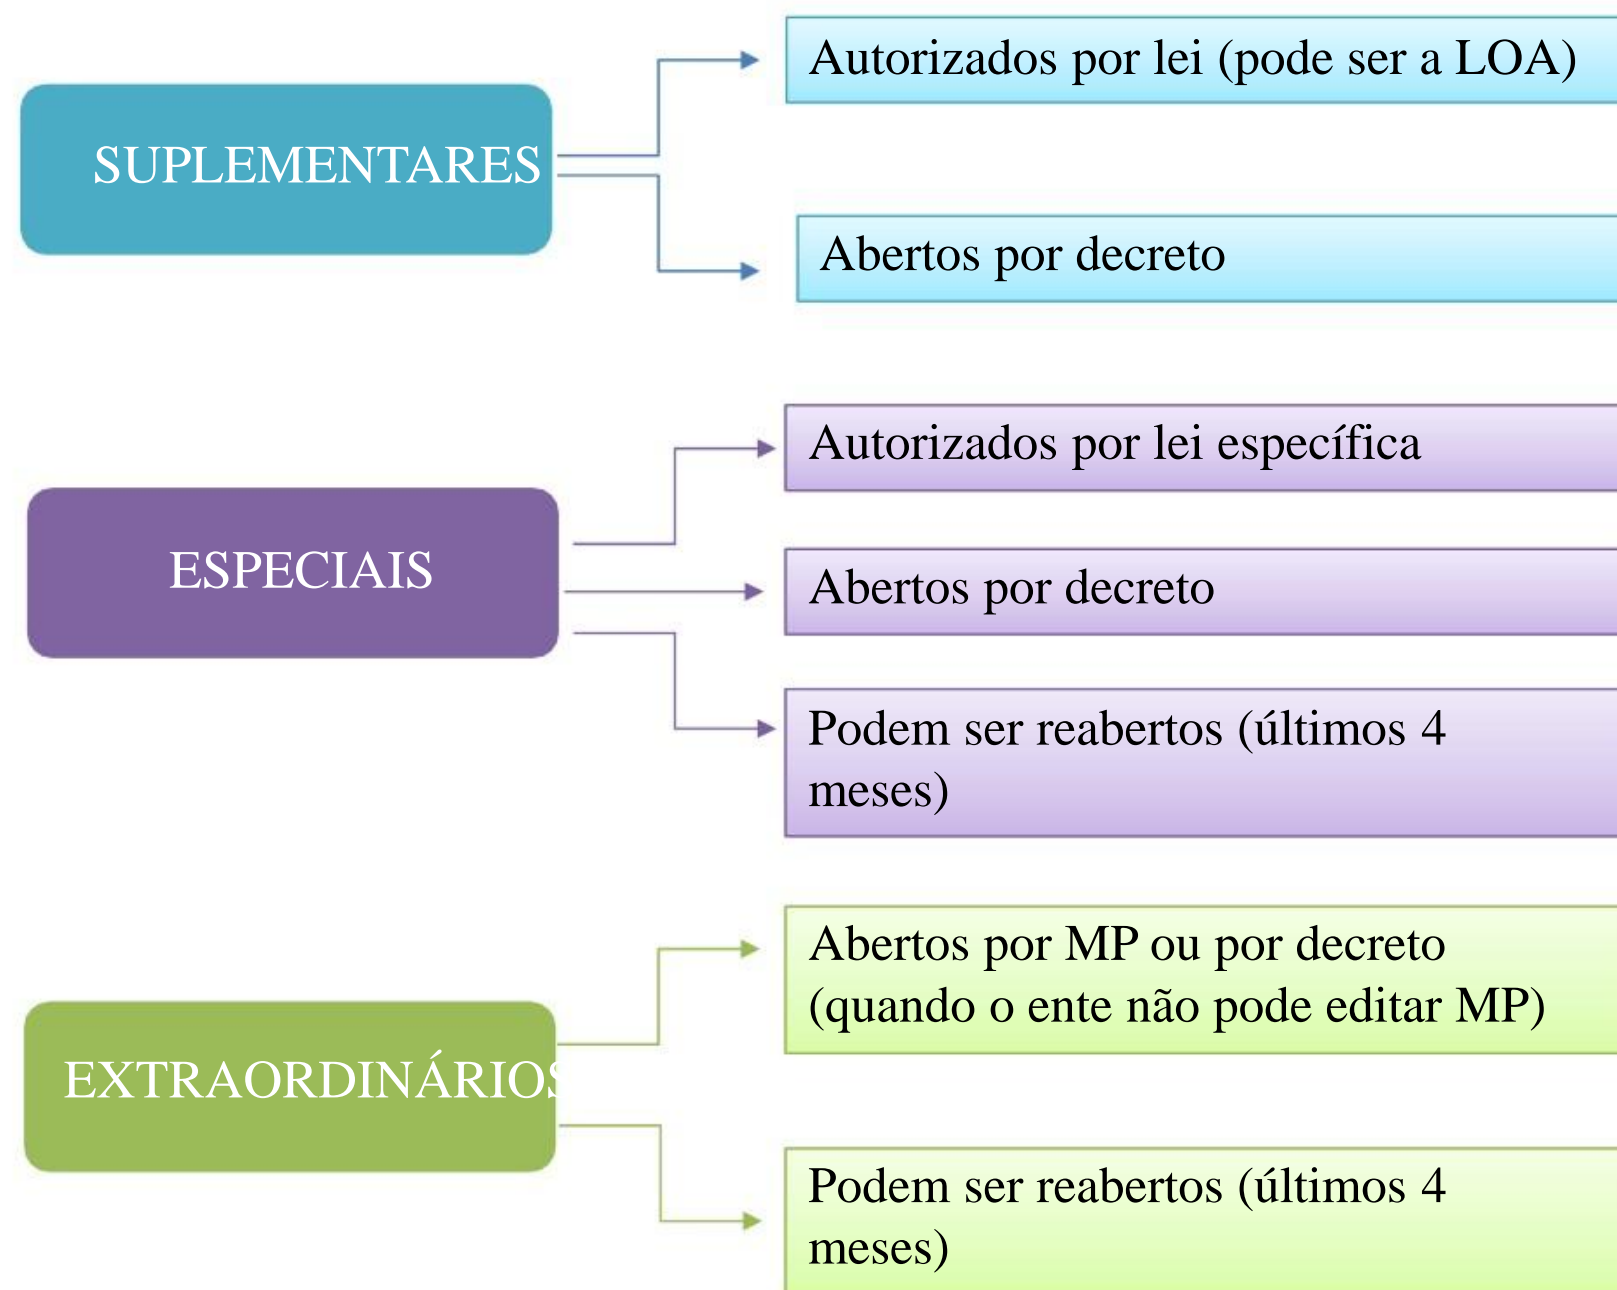 SUPLEMENTARES
Autorizados por lei (pode ser a LOA)
Abertos por decreto
ESPECIAIS
Autorizados por lei específica
Abertos por decreto
Podem ser reabertos (últimos 4
meses)
EXTRAORDINÁRIOS
Abertos por MP ou por decreto
(quando o ente não pode editar MP)
Podem ser reabertos (últimos 4
meses)